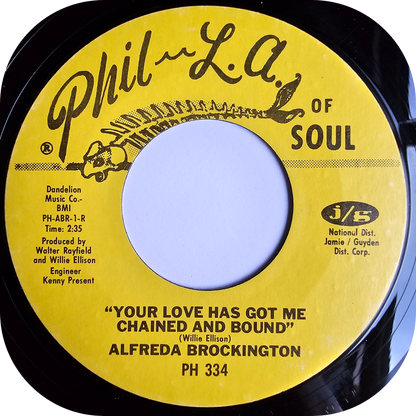 Phil-L.A.
OF
SOUL
®
Dandelion
Music Co.-
BMI
PH-ABR-1-R
Time: 2:35
Produced by
Walter Rayfield
and Willie Ellison
Engineer
Kenny Present
j/g
National Dist.
Jamie / Guyden
Dist. Corp.
"YOUR LOVE HAS GOT ME
CHAINED AND BOUND"
(Willie Ellison)
ALFREDA BROCKINGTON
PH 334